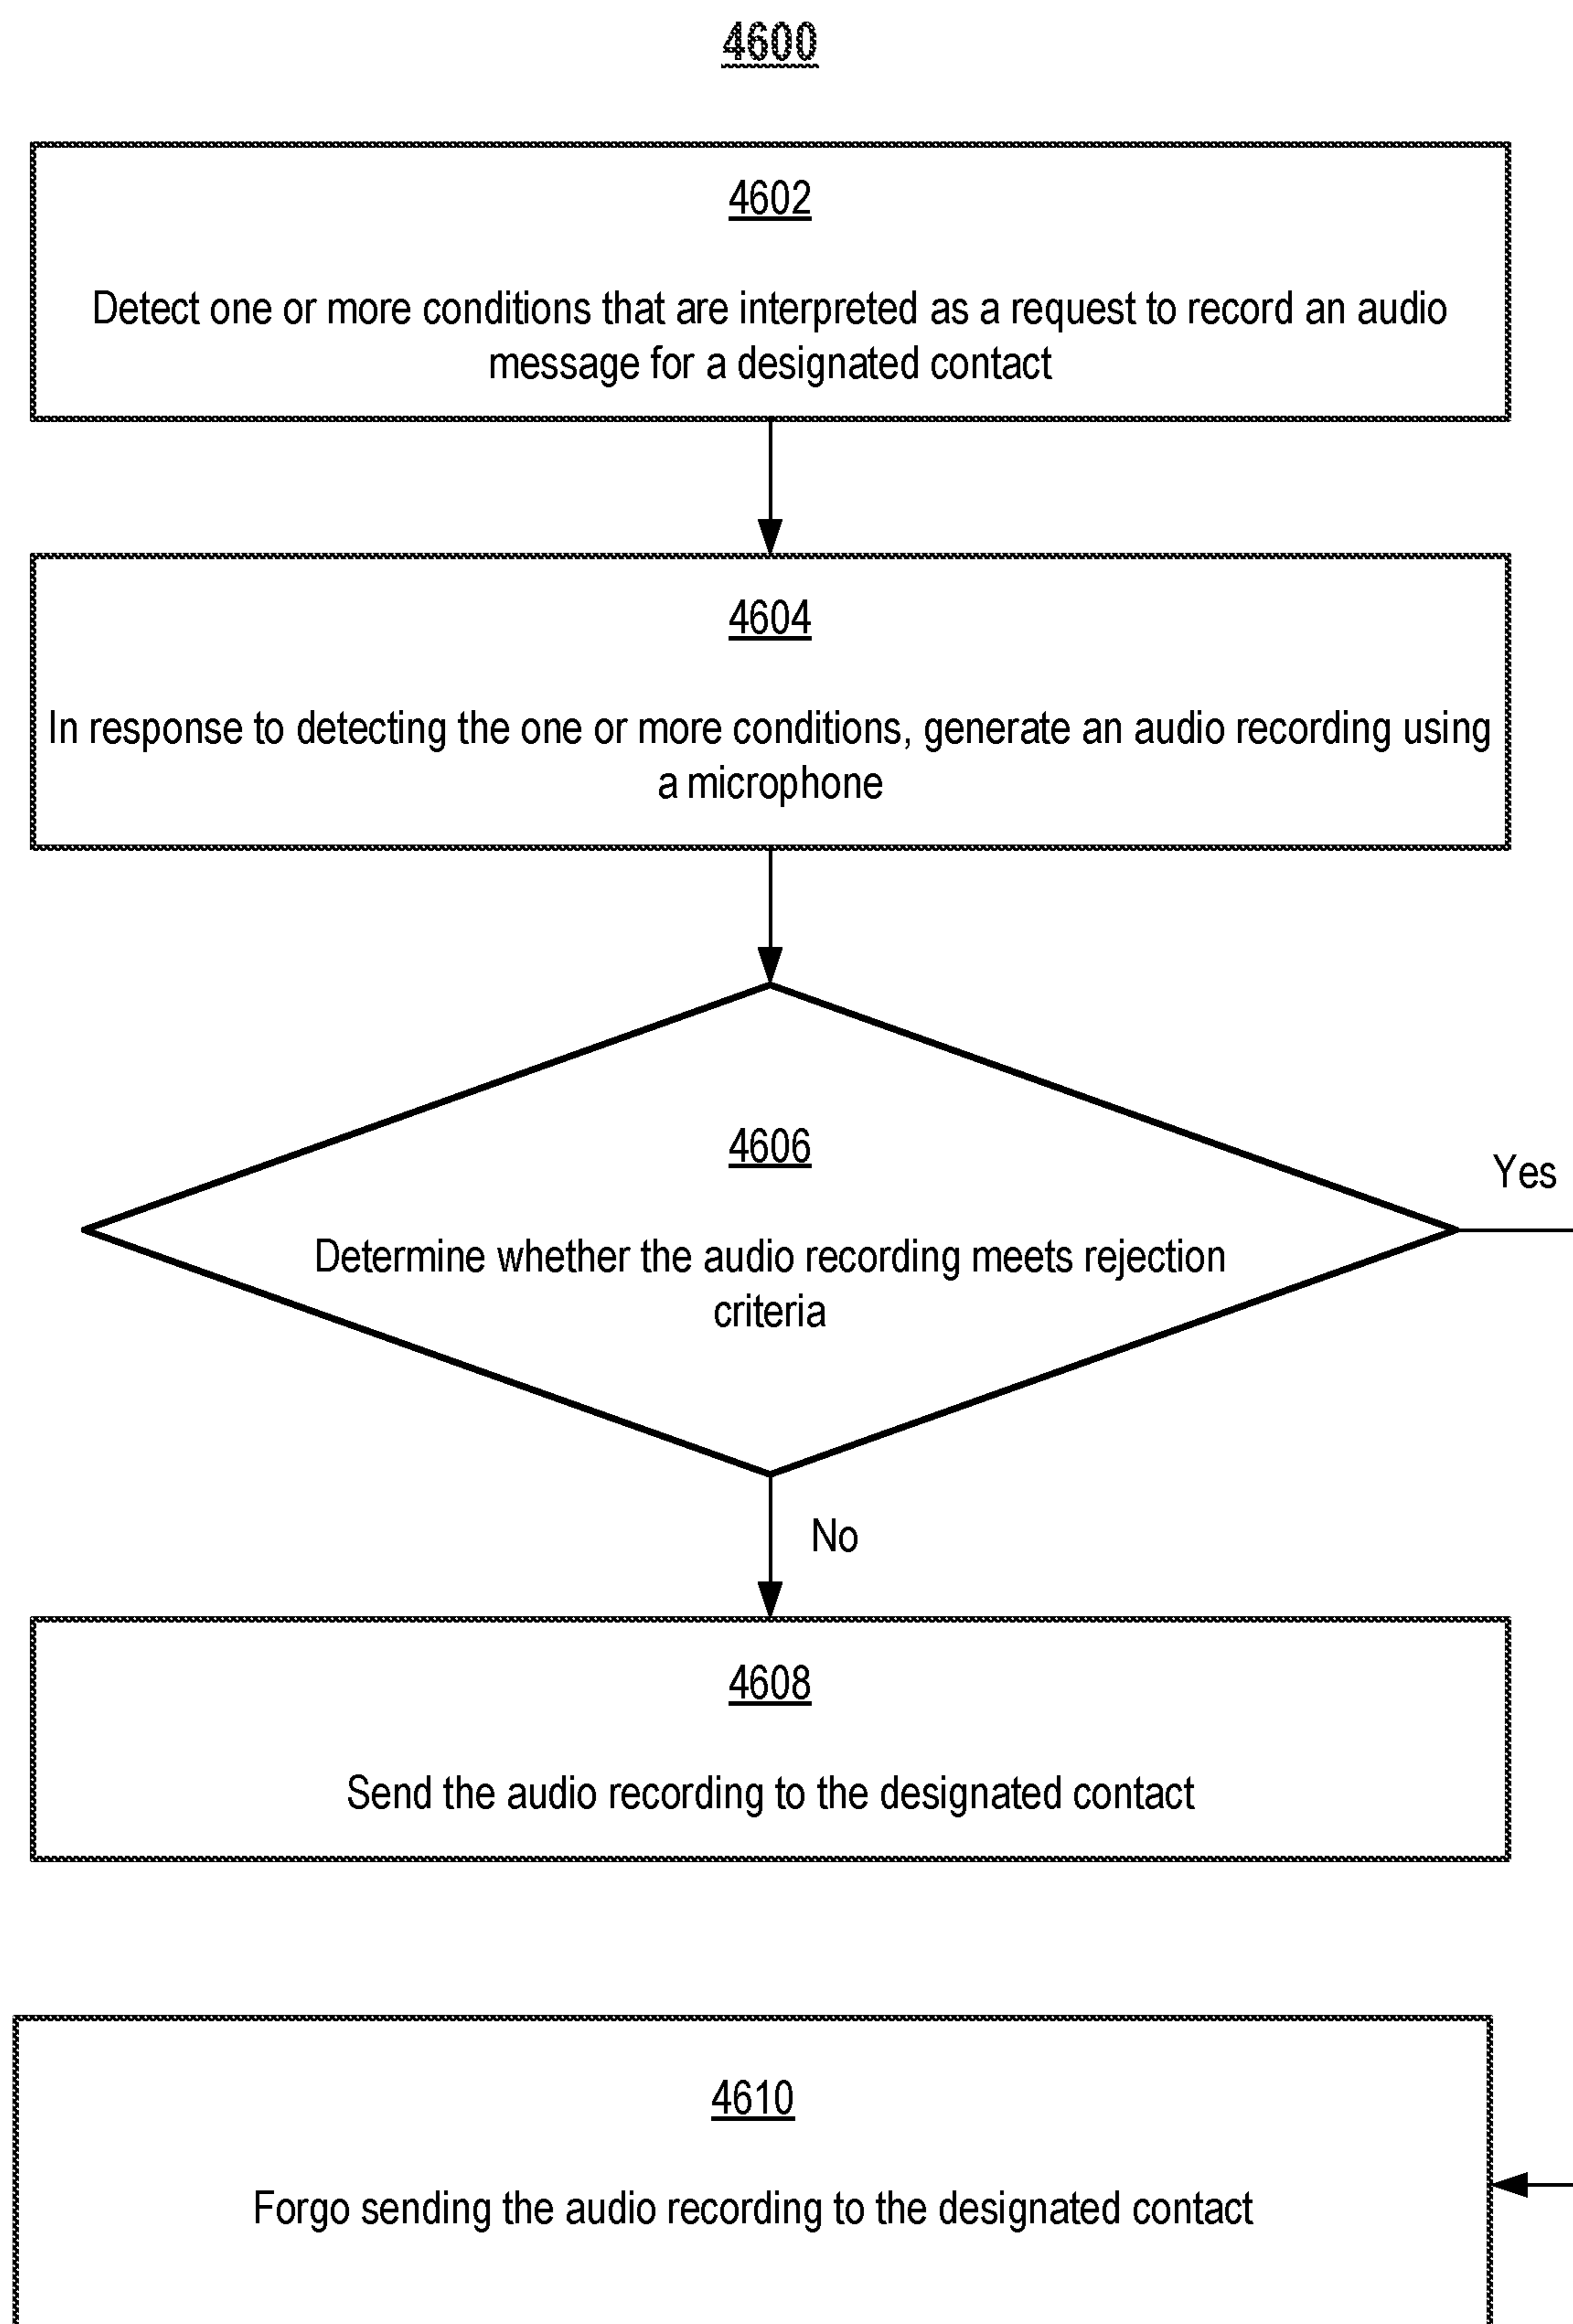 4600
4602
Detect one or more conditions that are interpreted as a request to record an audio
message for a designated contact
4604
In response to detecting the one or more conditions, generate an audio recording using
a microphone
4606
Determine whether the audio recording meets rejection
criteria
Yes
No
4608
Send the audio recording to the designated contact
4610
Forgo sending the audio recording to the designated contact